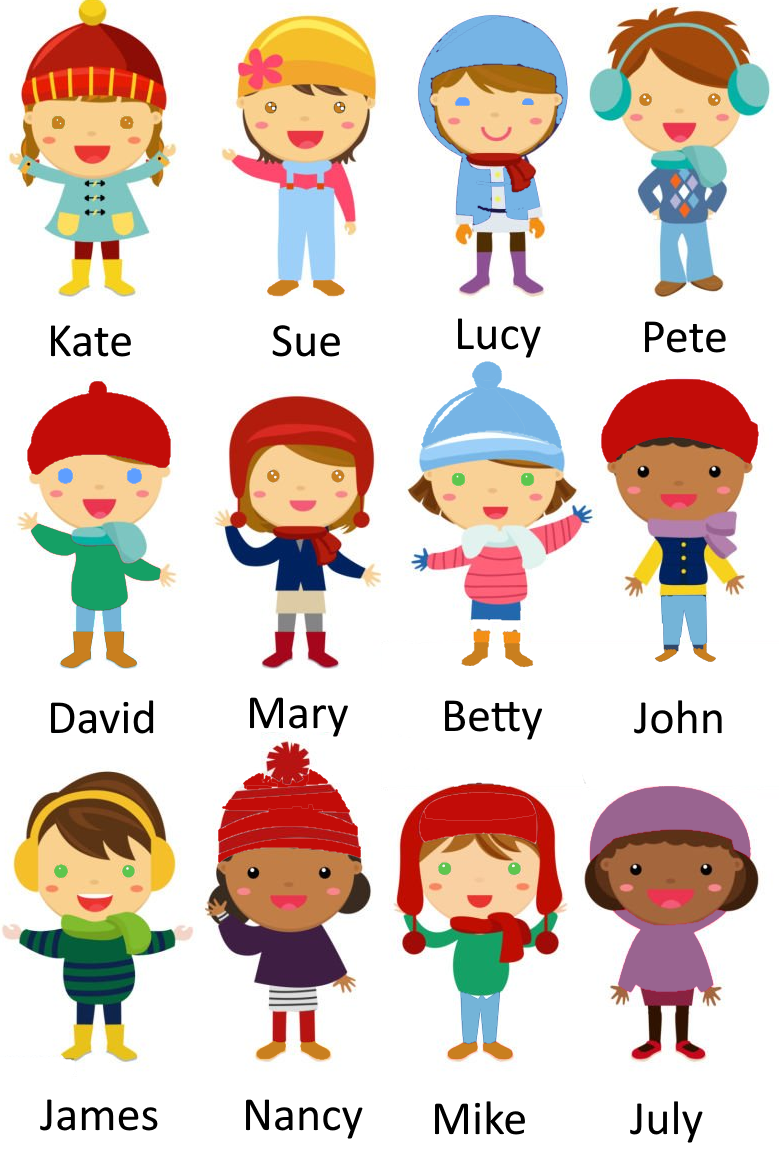 Kate Sue Lucy Pete
David Mary Betty John
James Nancy Mike July